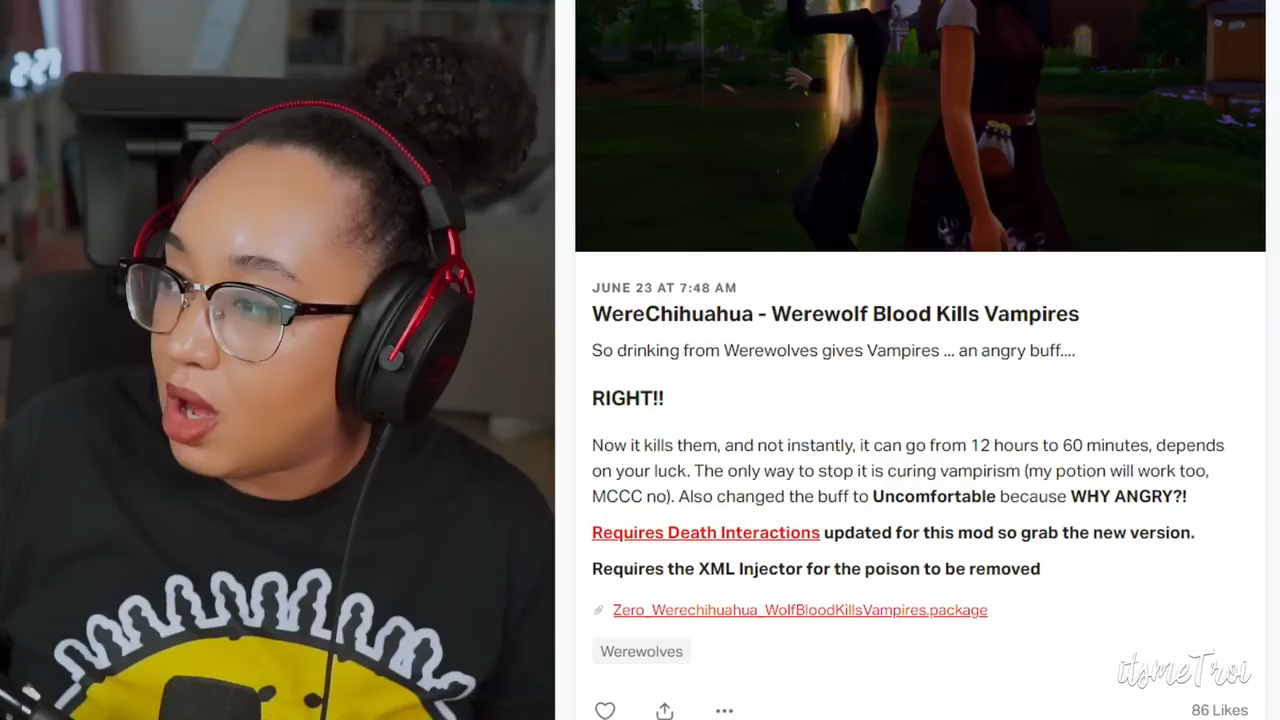 JUNE 23 AT 7:48 AM
WereChihuahua - Werewolf Blood Kills Vampires
So drinking from Werewolves gives Vampires ... an angry buff....
RIGHT!!
Now it kills them, and not instantly, it can go from 12 hours to 60 minutes, depends
on your luck. The only way to stop it is curing vampirism (my potion will work too,
MCCC no). Also changed the buff to Uncomfortable because WHY ANGRY?!
Requires Death Interactions updated for this mod so grab the new version.
Requires the XML Injector for the poison to be removed
Zero_Werechihuahua_WolfBloodKillsVampires.package
Werewolves
itsmeTroi
86 Likes